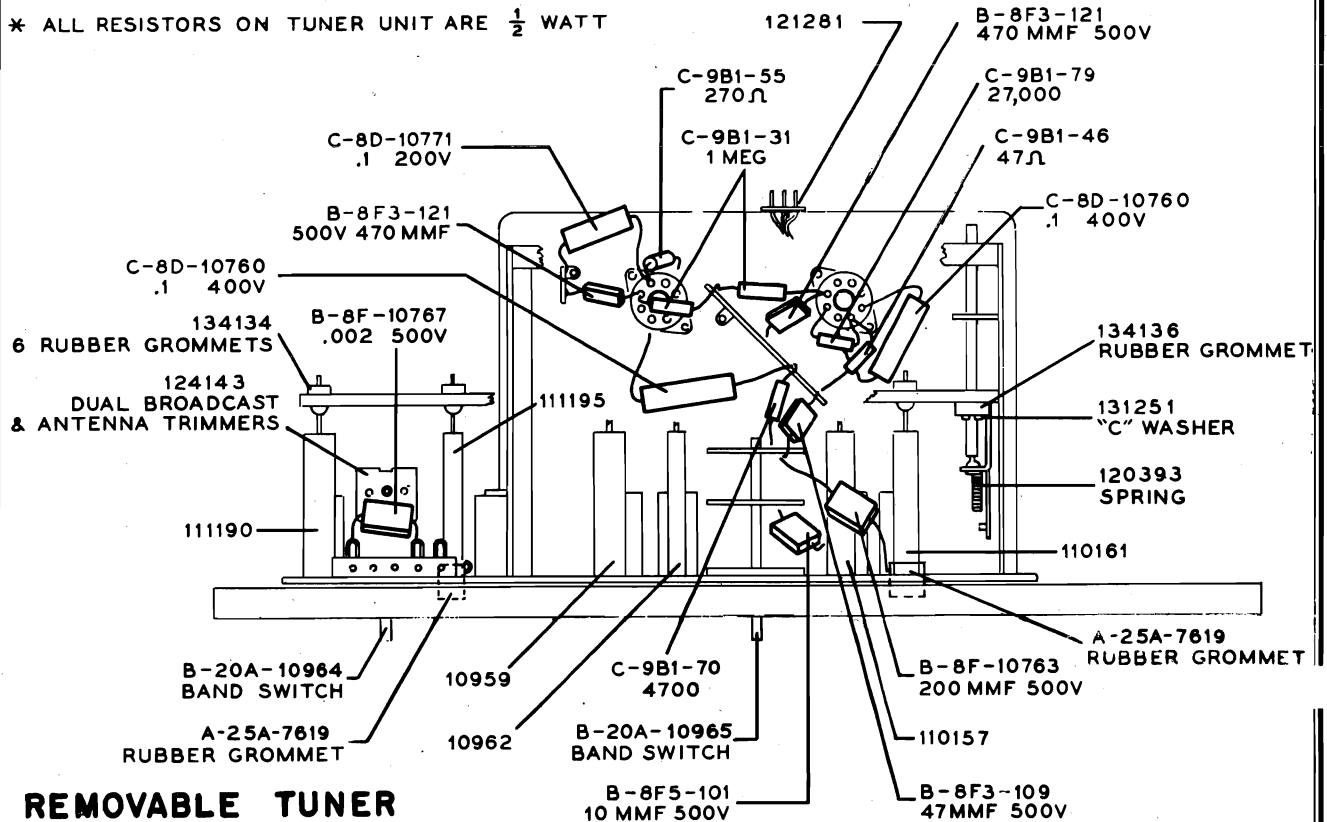 * ALL RESISTORS ON TUNER UNIT ARE 1/2 WATT
121281
B-8F3-121
470 MMF 500V
C-9B1-55
270Ω
C-9B1-79
27,000
C-8D-10771
.1 200V
C-9B1-31
1 MEG
C-9B1-46
47Ω
B-8F3-121
500V 470 MMF
C-8D-10760
.1 400V
C-8D-10760
.1 400V
B-8F-10767
.002 500V
134134
6 RUBBER GROMMETS
134136
RUBBER GROMMET
124143
DUAL BROADCAST
& ANTENNA TRIMMERS
111195
131251
"C" WASHER
120393
SPRING
111190
110161
B-20A-10964
BAND SWITCH
10959
C-9B1-70
4700
B-8F-10763
200 MMF 500V
A-25A-7619
RUBBER GROMMET
A-25A-7619
RUBBER GROMMET
10962
B-20A-10965
BAND SWITCH
110157
REMOVABLE TUNER
B-8F5-101
10 MMF 500V
B-8F3-109
47MMF 500V